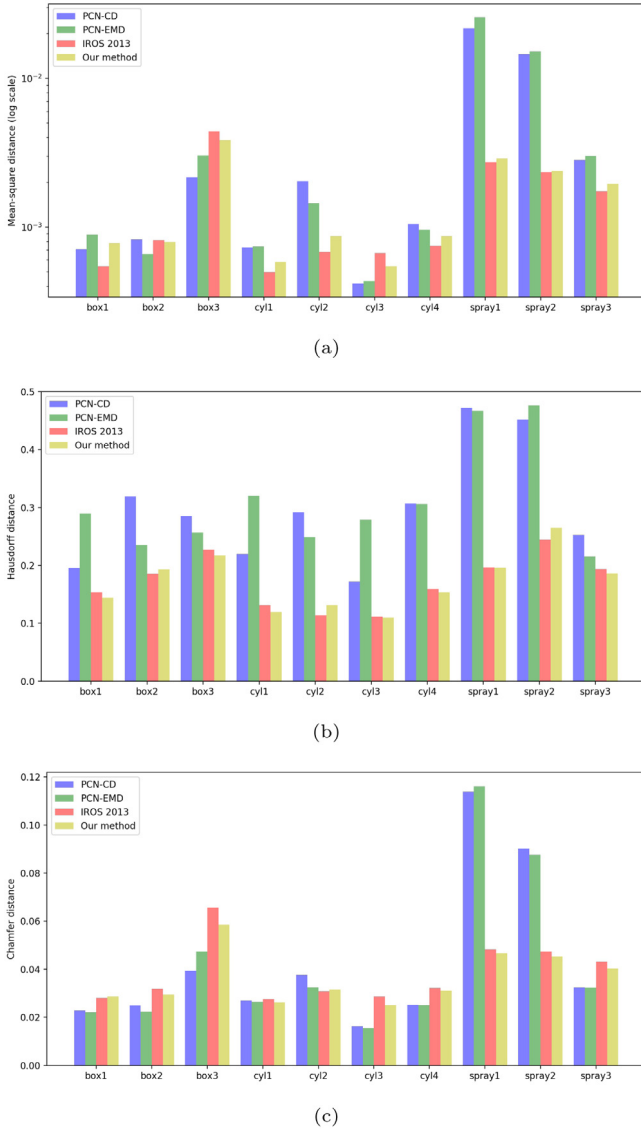 PCN-CD
PCN-EMD
IROS 2013
Our method
Mean-square distance (log scale)
10⁻²
10⁻³
box1 box2 box3 cyl1 cyl2 cyl3 cyl4 spray1 spray2 spray3
(a)
PCN-CD
PCN-EMD
IROS 2013
Our method
Hausdorff distance
0.5
0.4
0.3
0.2
0.1
0.0
box1 box2 box3 cyl1 cyl2 cyl3 cyl4 spray1 spray2 spray3
(b)
PCN-CD
PCN-EMD
IROS 2013
Our method
Chamfer distance
0.12
0.10
0.08
0.06
0.04
0.02
0.00
box1 box2 box3 cyl1 cyl2 cyl3 cyl4 spray1 spray2 spray3
(c)